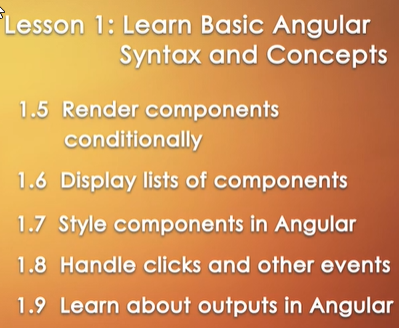 Lesson 1: Learn Basic Angular
Syntax and Concepts
1.5 Render components
conditionally
1.6 Display lists of components
1.7 Style components in Angular
1.8 Handle clicks and other events
1.9 Learn about outputs in Angular